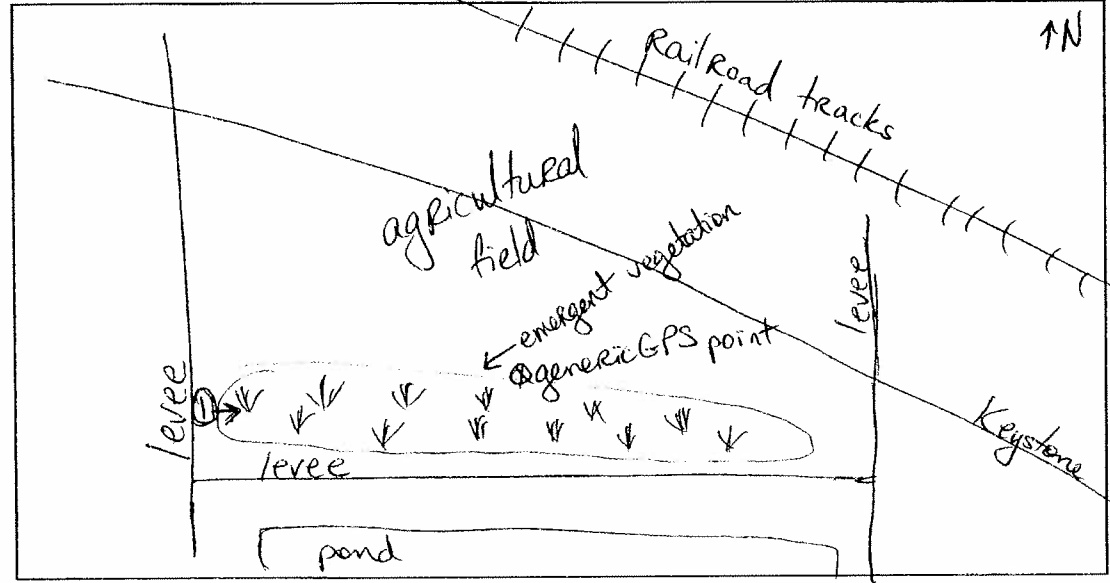 ↑N
Railroad tracks
agricultural
field
emergent vegetation
generic GPS point
levee
levee
1
levee
Keystone
pond